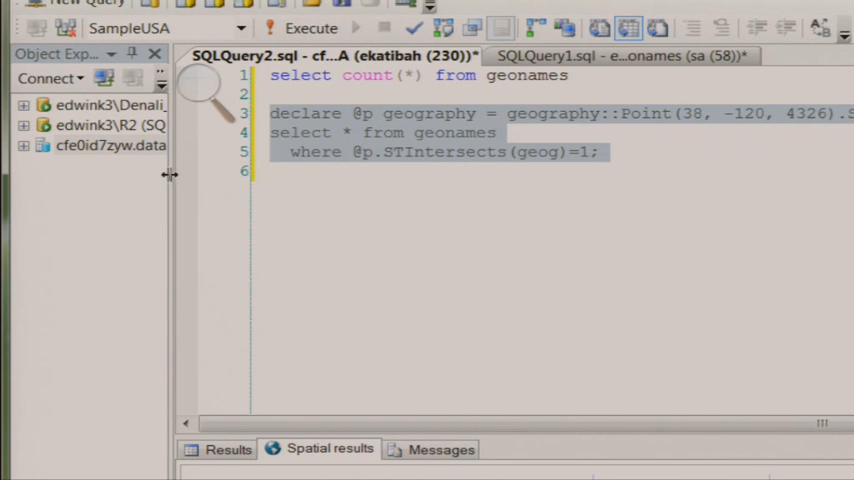 New Query
SampleUSA
Execute
Object Exp...
SQLQuery2.sql - cf...A (ekatibah (230))*
SQLQuery1.sql - e...onames (sa (58))*
Connect
edwink3\Denali_
edwink3\R2 (SQ
cfe0id7zyw.data
1 select count(*) from geonames
2
3 declare @p geography = geography::Point(38, -120, 4326).S
4 select * from geonames
5 where @p.STIntersects(geog)=1;
6
Results
Spatial results
Messages